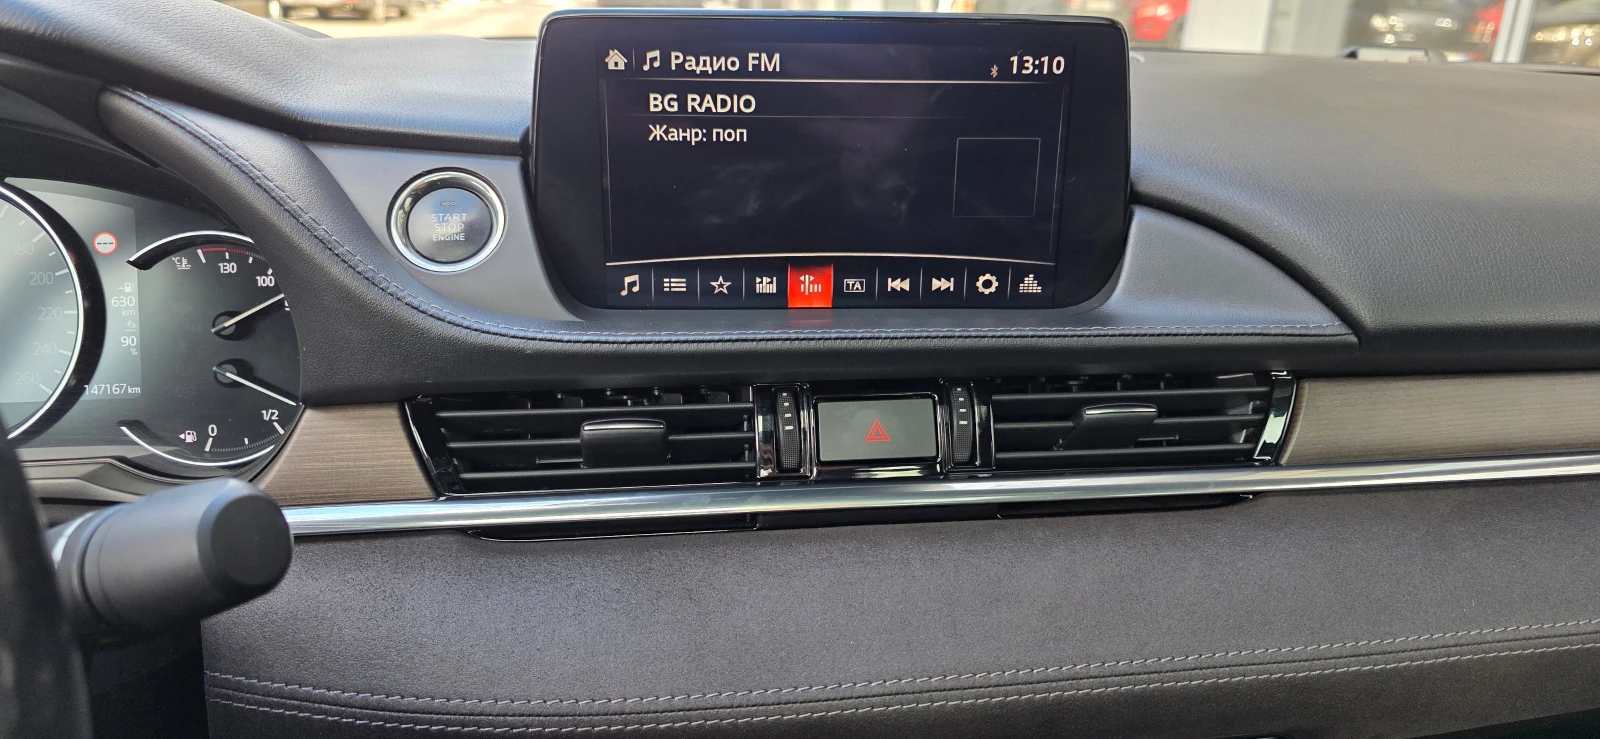 Радио FM
13:10
BG RADIO
Жанр: поп
TA
START
STOP
ENGINE
200
220
240
260
---
630
km
90
%
147167 km
°C
130
100
1/2
0